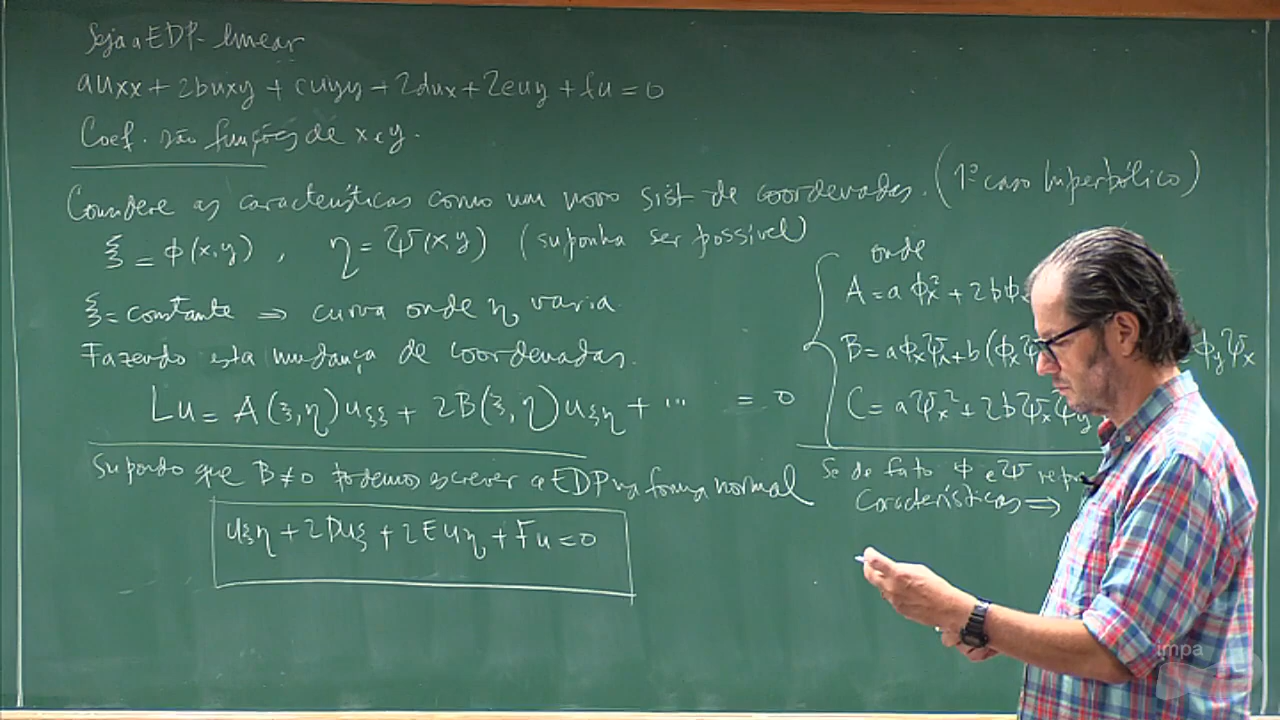 Seja a EDP-linear
auxx + 2buxy + cuyy + 2dux + 2euy + fu = 0
Coef. são funções de x e y.
Considere as características como um novo sist de coordenadas. (1º caso hiperbólico)
ξ = ϕ(x,y), η = Ψ(x,y) (suponha ser possível)
ξ = constante ⇒ curva onde η varia.
Fazendo esta mudança de coordenadas.
Lu = A(ξ,η)uξξ + 2B(ξ,η)uξη + ... = 0
Supondo que B≠0 podemos escrever a EDP na forma normal
uξη + 2Duξ + 2Euη + Fu = 0
onde
A = aϕx² + 2bϕx
B = aϕxΨx + b(ϕxΨ ϕyΨx
C = aΨx² + 2bΨxΨy
Se de fato ϕ e Ψ
Características ⇒
impa